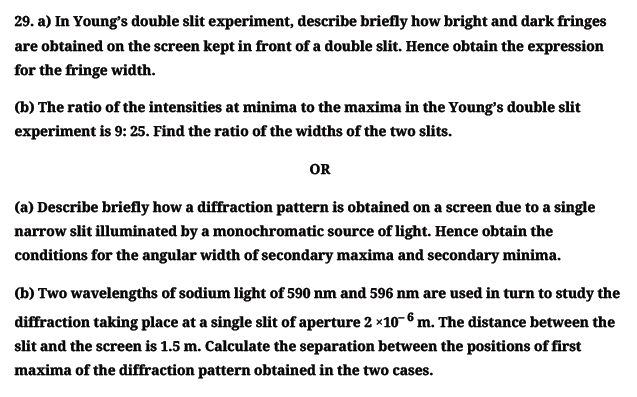 29. a) In Young's double slit experiment, describe briefly how bright and dark fringes
are obtained on the screen kept in front of a double slit. Hence obtain the expression
for the fringe width.
(b) The ratio of the intensities at minima to the maxima in the Young's double slit
experiment is 9: 25. Find the ratio of the widths of the two slits.
OR
(a) Describe briefly how a diffraction pattern is obtained on a screen due to a single
narrow slit illuminated by a monochromatic source of light. Hence obtain the
conditions for the angular width of secondary maxima and secondary minima.
(b) Two wavelengths of sodium light of 590 nm and 596 nm are used in turn to study the
diffraction taking place at a single slit of aperture 2 ×10⁻⁶ m. The distance between the
slit and the screen is 1.5 m. Calculate the separation between the positions of first
maxima of the diffraction pattern obtained in the two cases.